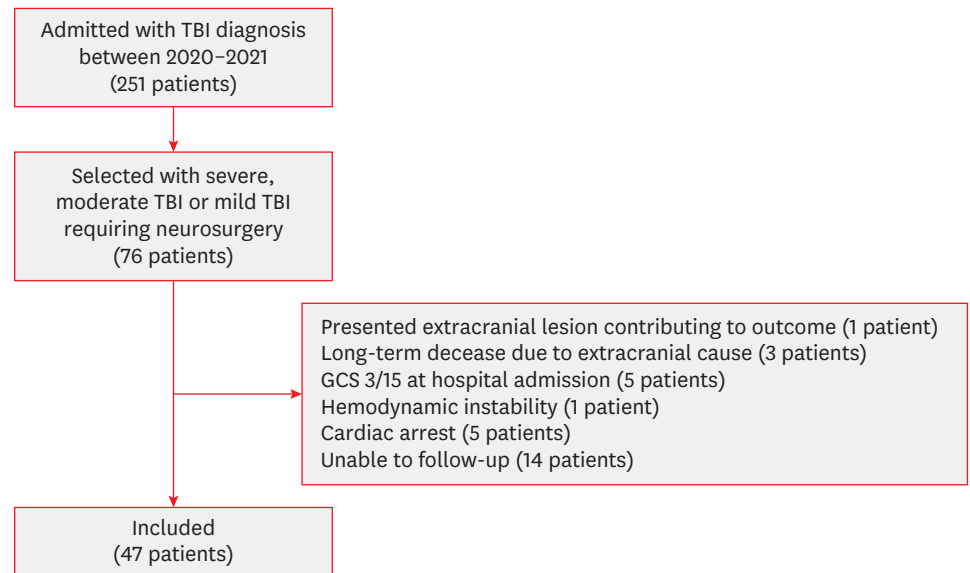 Admitted with TBI diagnosis
between 2020–2021
(251 patients)
Selected with severe,
moderate TBI or mild TBI
requiring neurosurgery
(76 patients)
Presented extracranial lesion contributing to outcome (1 patient)
Long-term decease due to extracranial cause (3 patients)
GCS 3/15 at hospital admission (5 patients)
Hemodynamic instability (1 patient)
Cardiac arrest (5 patients)
Unable to follow-up (14 patients)
Included
(47 patients)